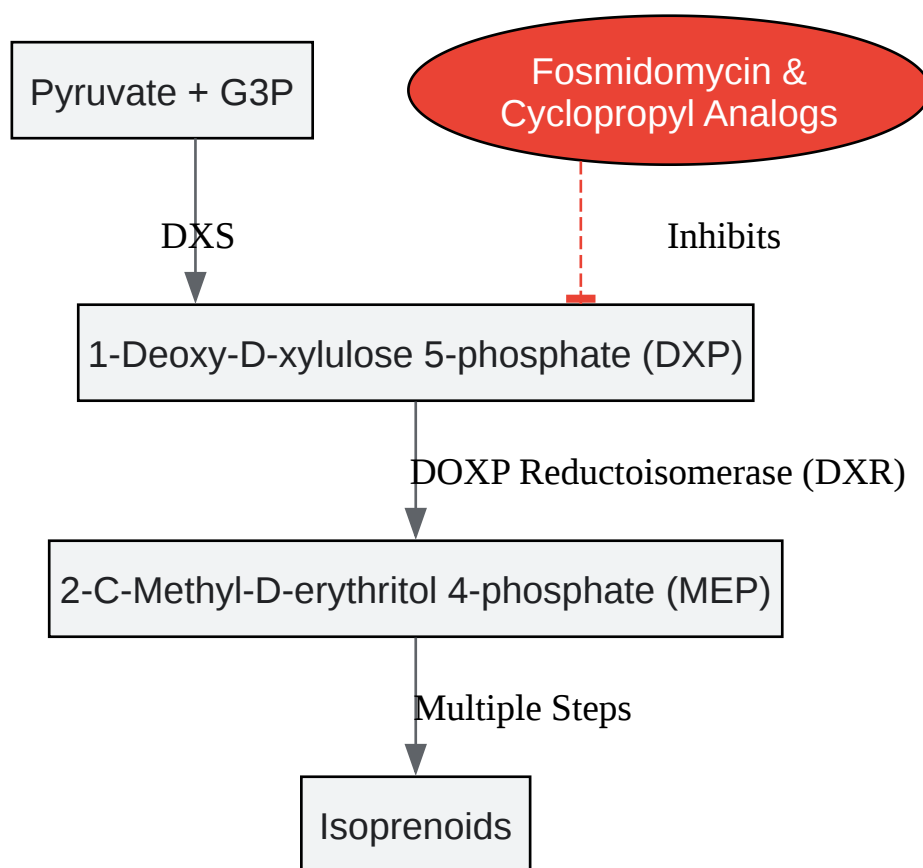 Pyruvate + G3P
Fosmidomycin &
Cyclopropyl Analogs
DXS
Inhibits
1-Deoxy-D-xylulose 5-phosphate (DXP)
DOXP Reductoisomerase (DXR)
2-C-Methyl-D-erythritol 4-phosphate (MEP)
Multiple Steps
Isoprenoids